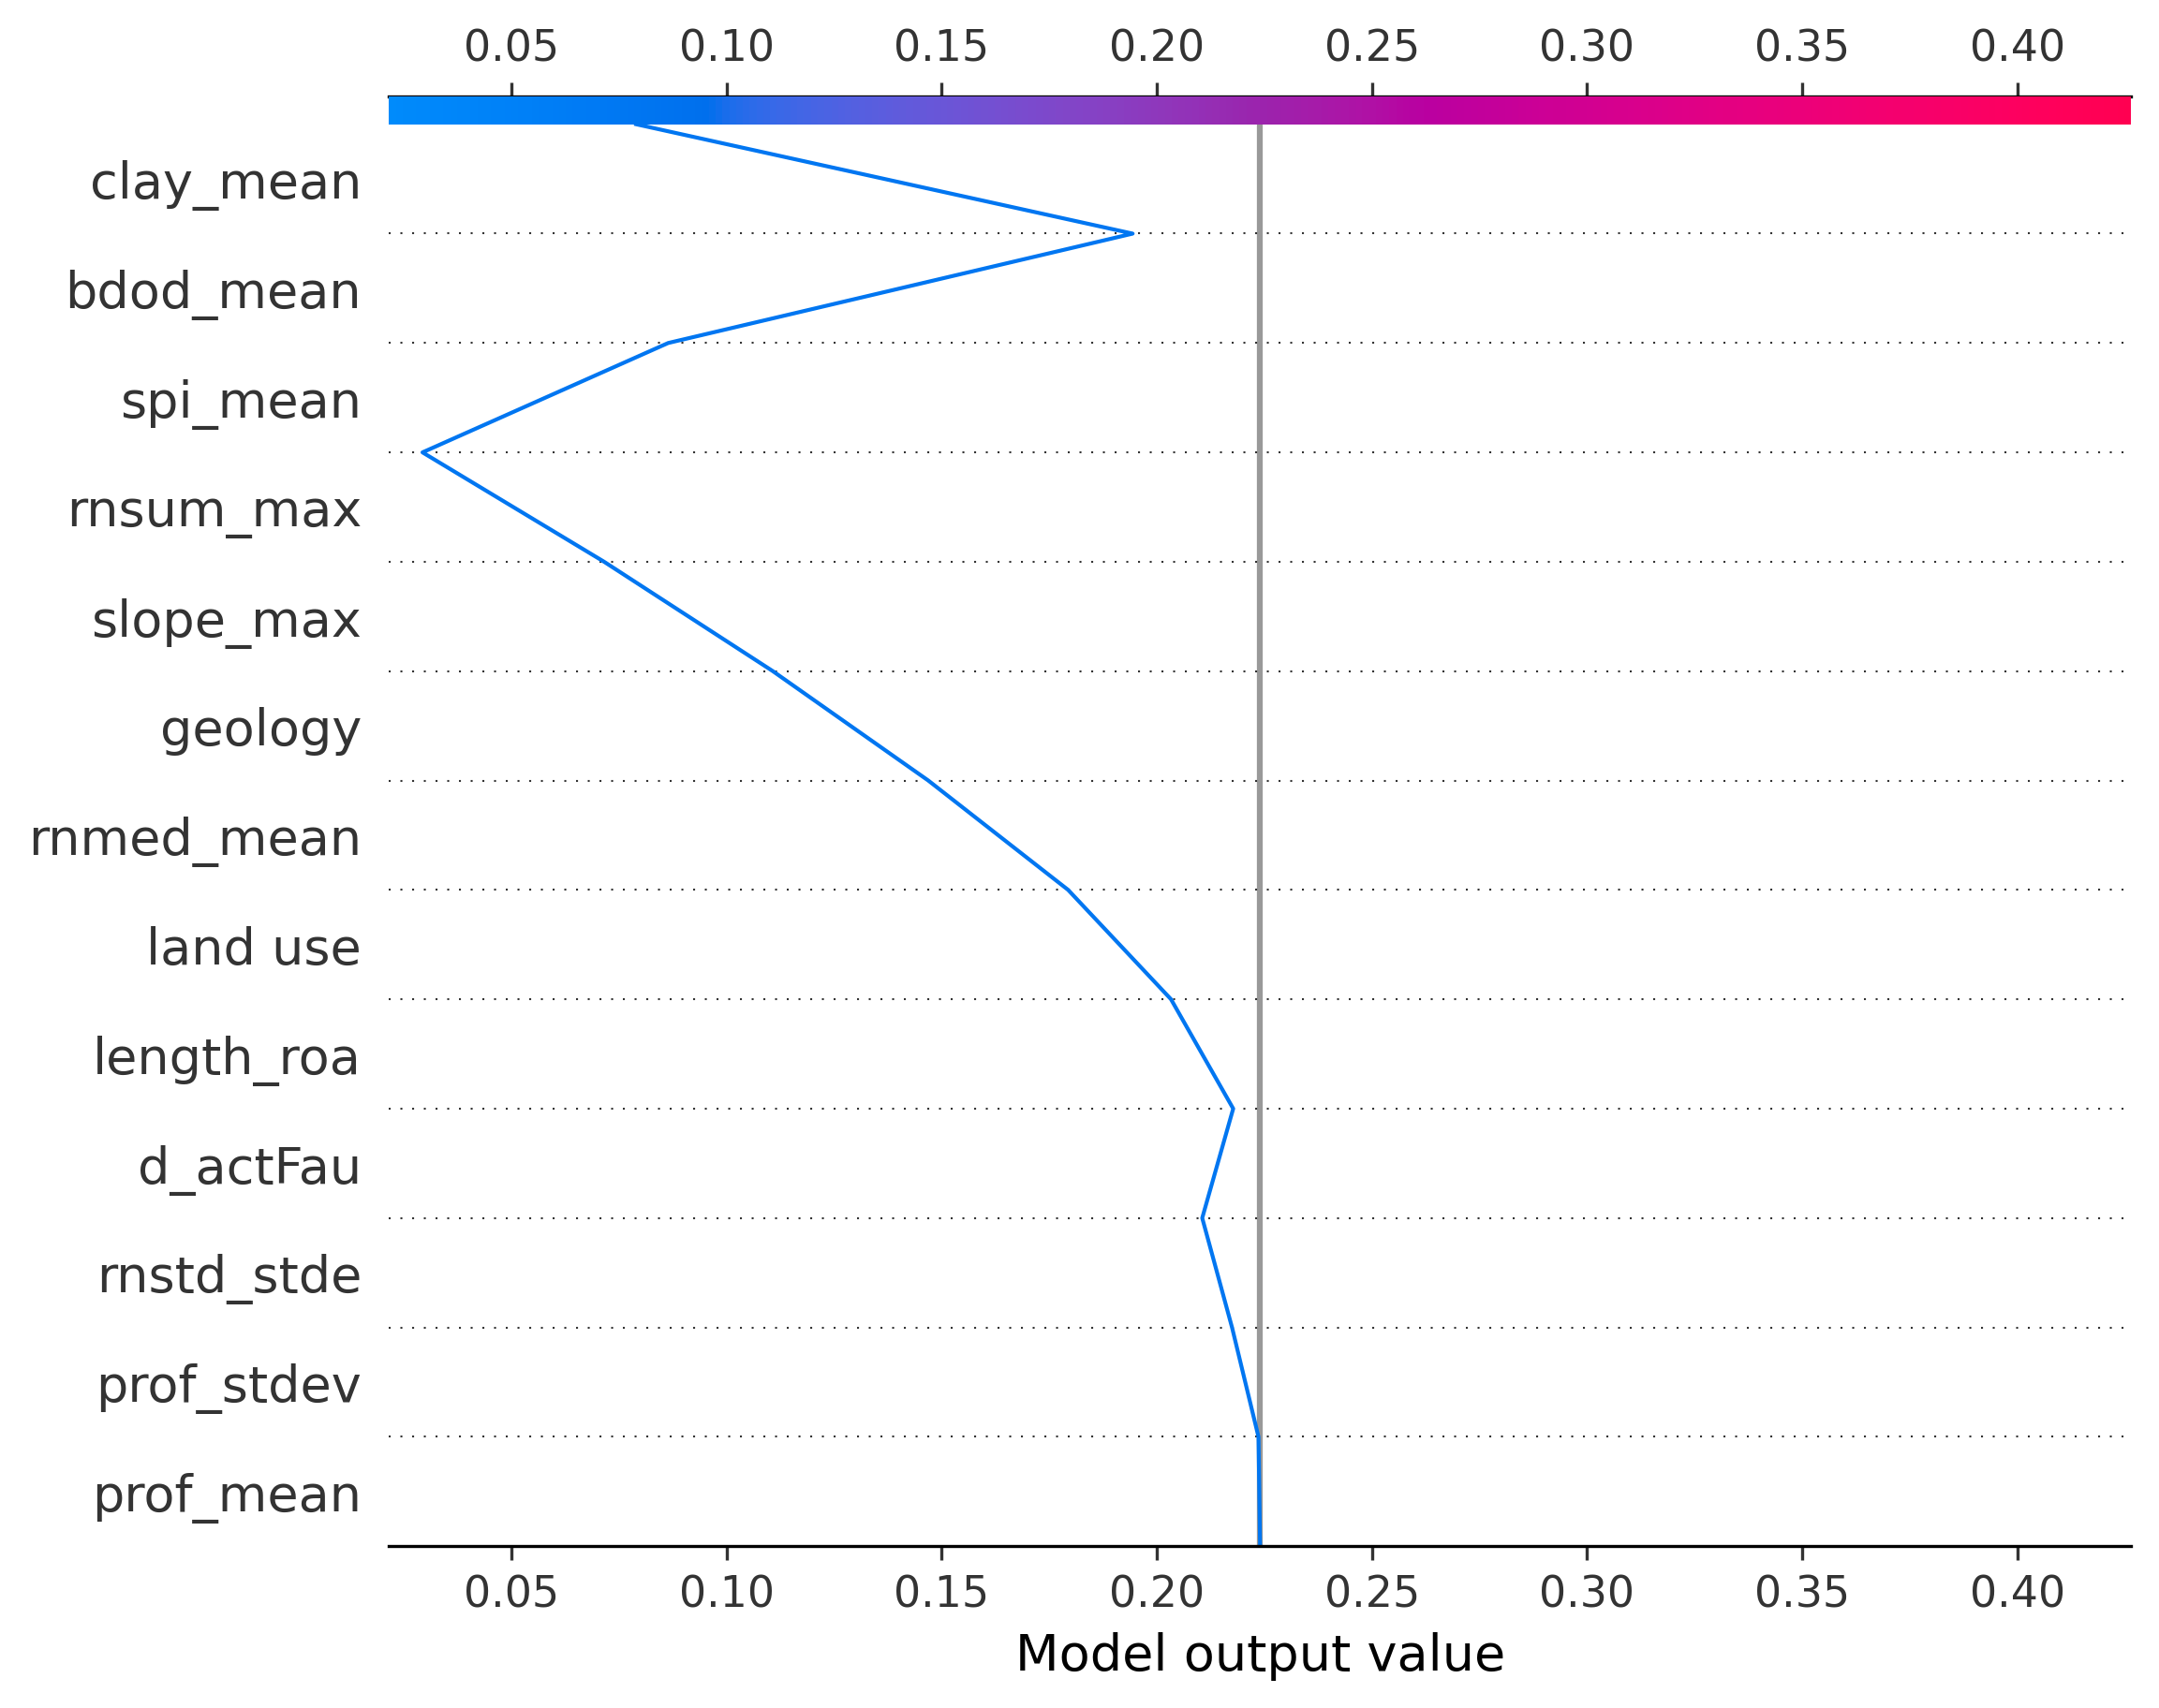 0.05 0.10 0.15 0.20 0.25 0.30 0.35 0.40
clay_mean
bdod_mean
spi_mean
rnsum_max
slope_max
geology
rnmed_mean
land use
length_roa
d_actFau
rnstd_stde
prof_stdev
prof_mean
0.05 0.10 0.15 0.20 0.25 0.30 0.35 0.40
Model output value